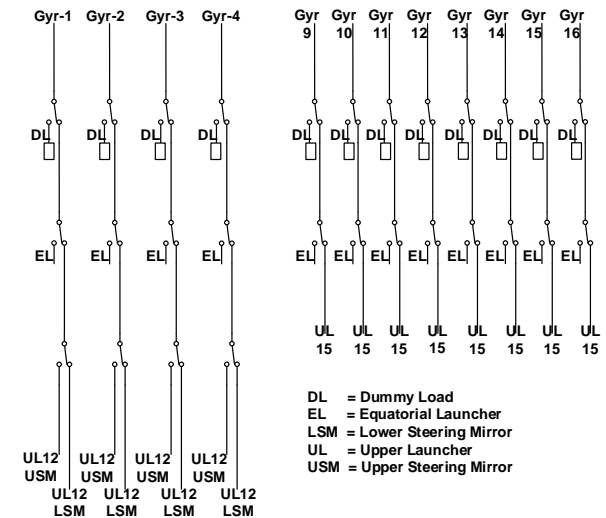 Gyr-1 Gyr-2 Gyr-3 Gyr-4 Gyr Gyr Gyr Gyr Gyr Gyr Gyr Gyr
9 10 11 12 13 14 15 16
DL DL DL DL DL DL DL DL DL DL DL DL
EL EL EL EL EL EL EL EL EL EL EL EL
UL UL UL UL UL UL UL UL
15 15 15 15 15 15 15 15
DL = Dummy Load
EL = Equatorial Launcher
LSM = Lower Steering Mirror
UL = Upper Launcher
USM = Upper Steering Mirror
UL12 UL12 UL12 UL12
USM USM USM USM
UL12 UL12 UL12 UL12
LSM LSM LSM LSM